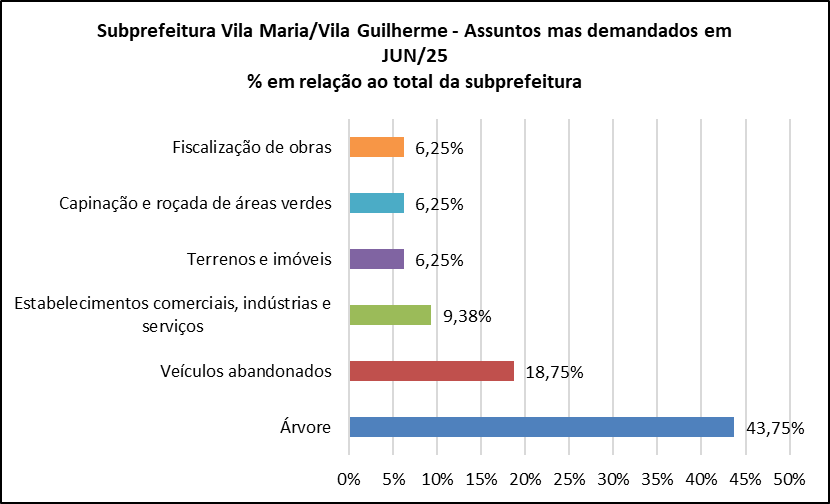 Subprefeitura Vila Maria/Vila Guilherme - Assuntos mas demandados em
JUN/25
% em relação ao total da subprefeitura
Fiscalização de obras
6,25%
Capinação e roçada de áreas verdes
6,25%
Terrenos e imóveis
6,25%
Estabelecimentos comerciais, indústrias e
serviços
9,38%
Veículos abandonados
18,75%
Árvore
43,75%
0% 5% 10% 15% 20% 25% 30% 35% 40% 45% 50%